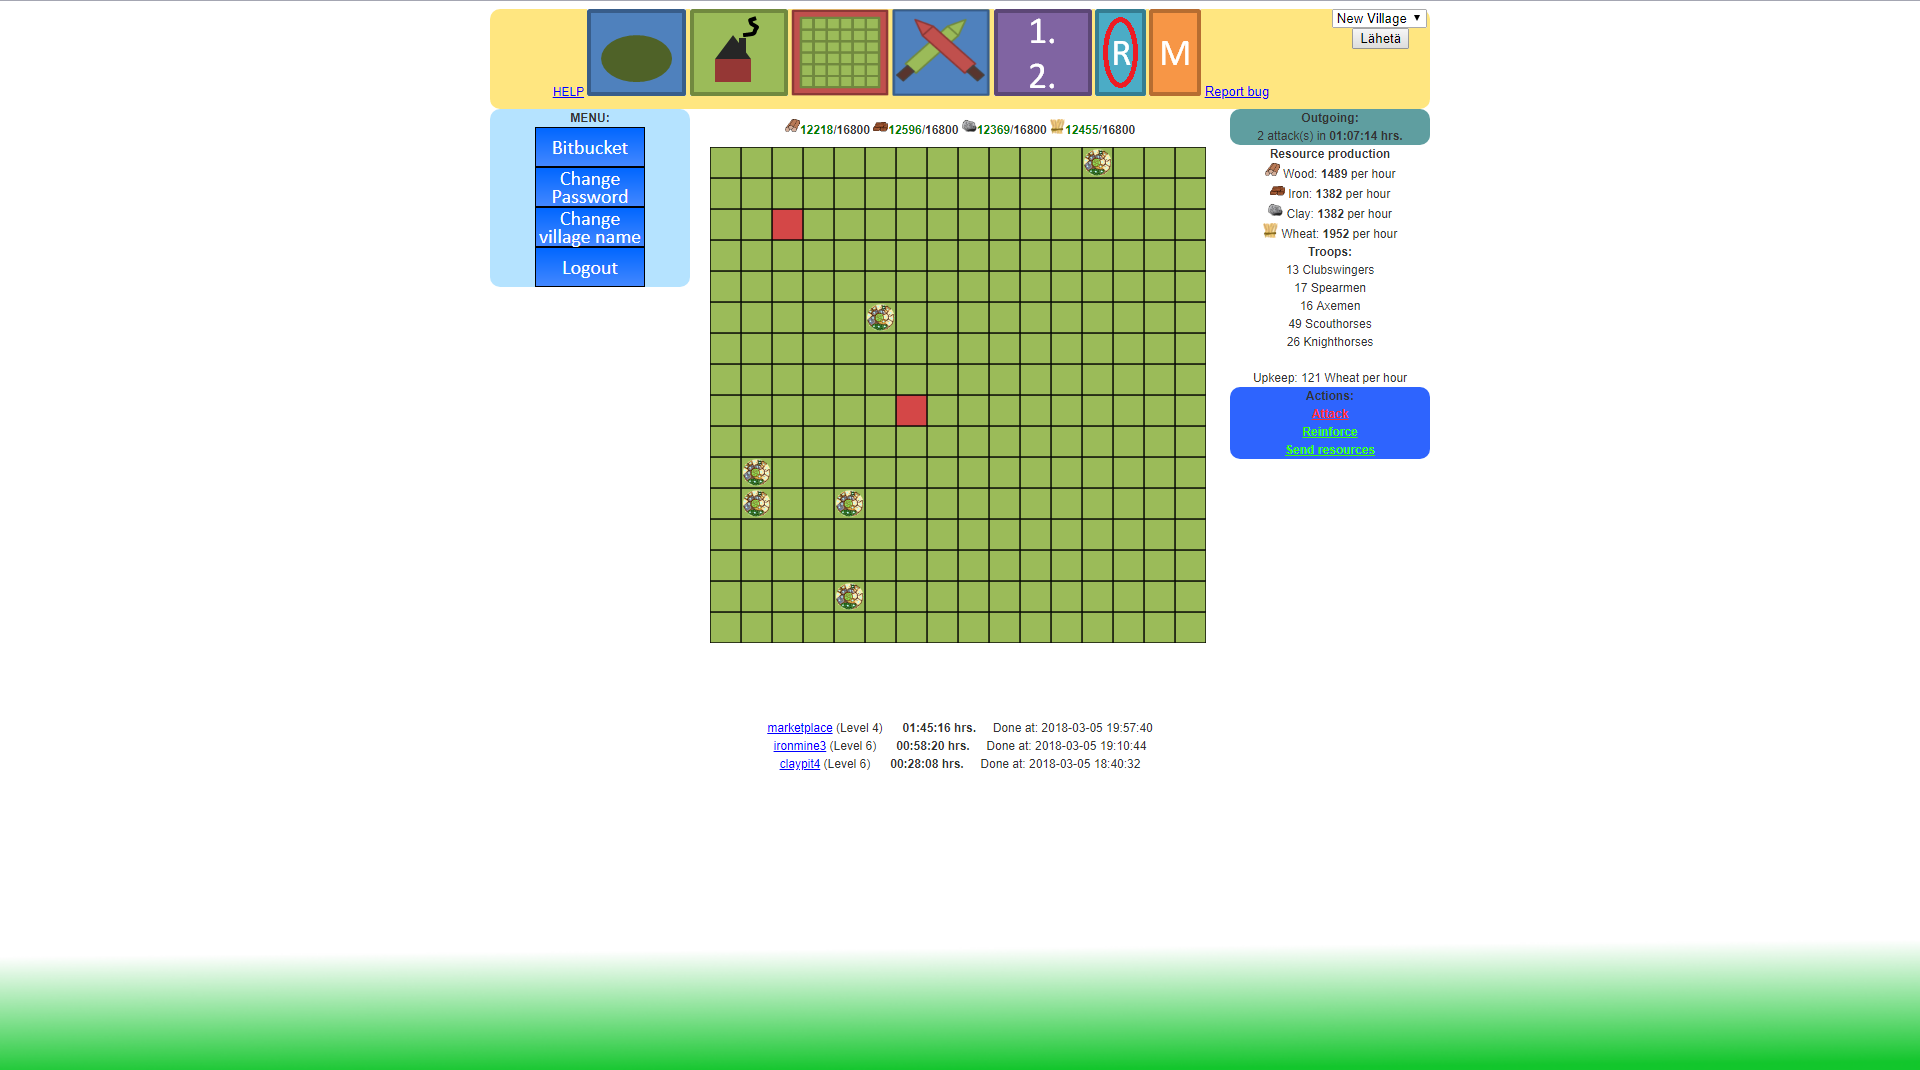 1.
2.
R
M
New Village
Lähetä
HELP
Report bug
MENU:
Bitbucket
Change
Password
Change
village name
Logout
12218/16800 12596/16800 12369/16800 12455/16800
Outgoing:
2 attack(s) in 01:07:14 hrs.
Resource production
Wood: 1489 per hour
Iron: 1382 per hour
Clay: 1382 per hour
Wheat: 1952 per hour
Troops:
13 Clubswingers
17 Spearmen
16 Axemen
49 Scouthorses
26 Knighthorses
Upkeep: 121 Wheat per hour
Actions:
Attack
Reinforce
Send resources
marketplace (Level 4) 01:45:16 hrs. Done at: 2018-03-05 19:57:40
ironmine3 (Level 6) 00:58:20 hrs. Done at: 2018-03-05 19:10:44
claypit4 (Level 6) 00:28:08 hrs. Done at: 2018-03-05 18:40:32